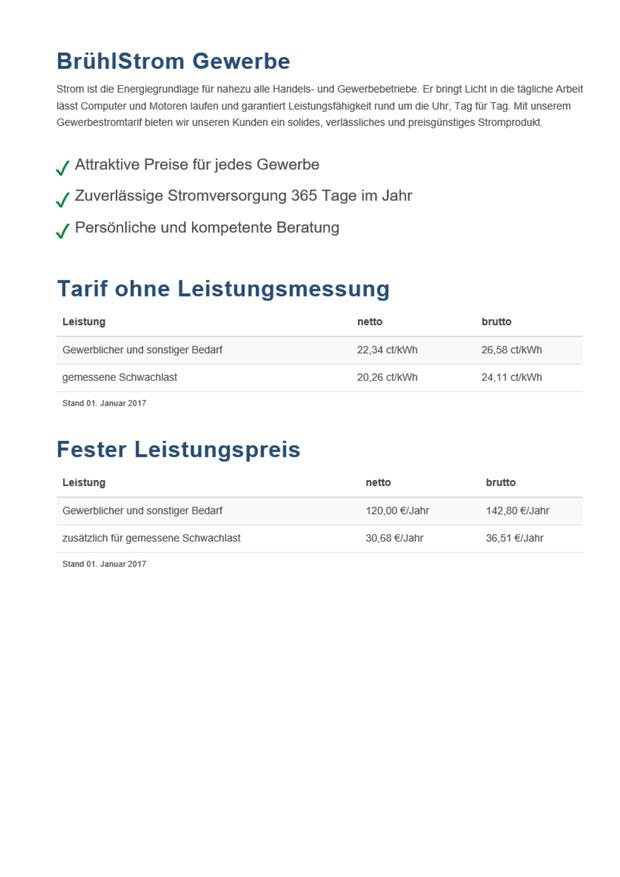 BrühlStrom Gewerbe
Strom ist die Energiegrundlage für nahezu alle Handels- und Gewerbebetriebe. Er bringt Licht in die tägliche Arbeit
lässt Computer und Motoren laufen und garantiert Leistungsfähigkeit rund um die Uhr, Tag für Tag. Mit unserem
Gewerbestromtarif bieten wir unseren Kunden ein solides, verlässliches und preisgünstiges Stromprodukt.
Attraktive Preise für jedes Gewerbe
Zuverlässige Stromversorgung 365 Tage im Jahr
Persönliche und kompetente Beratung
Tarif ohne Leistungsmessung
Leistung netto brutto
Gewerblicher und sonstiger Bedarf 22,34 ct/kWh 26,58 ct/kWh
gemessene Schwachlast 20,26 ct/kWh 24,11 ct/kWh
Stand 01. Januar 2017
Fester Leistungspreis
Leistung netto brutto
Gewerblicher und sonstiger Bedarf 120,00 €/Jahr 142,80 €/Jahr
zusätzlich für gemessene Schwachlast 30,68 €/Jahr 36,51 €/Jahr
Stand 01. Januar 2017